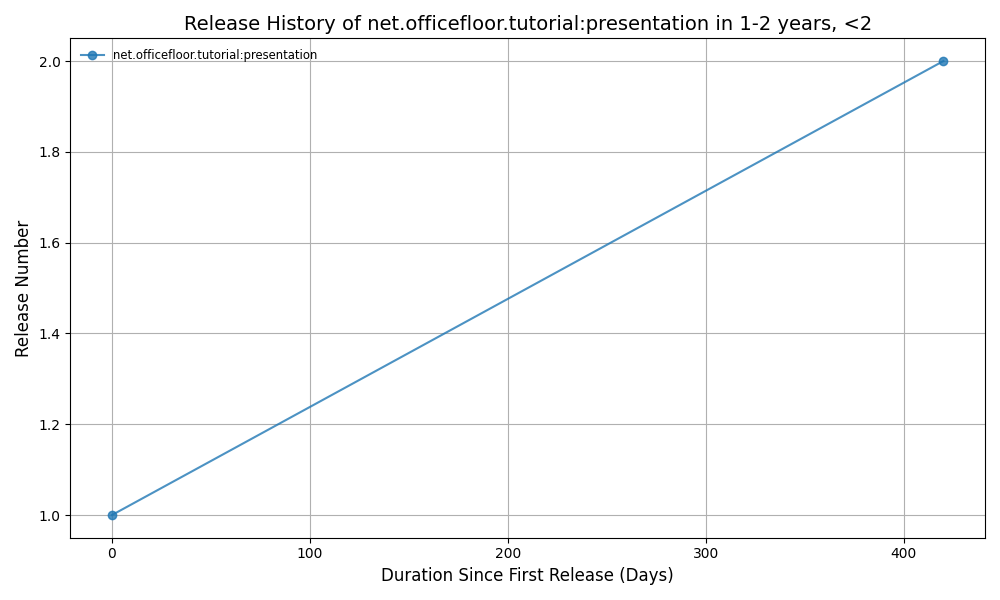 Release History of net.officefloor.tutorial:presentation in 1-2 years, <2
net.officefloor.tutorial:presentation
2.0
1.8
1.6
1.4
1.2
1.0
Release Number
0 100 200 300 400
Duration Since First Release (Days)